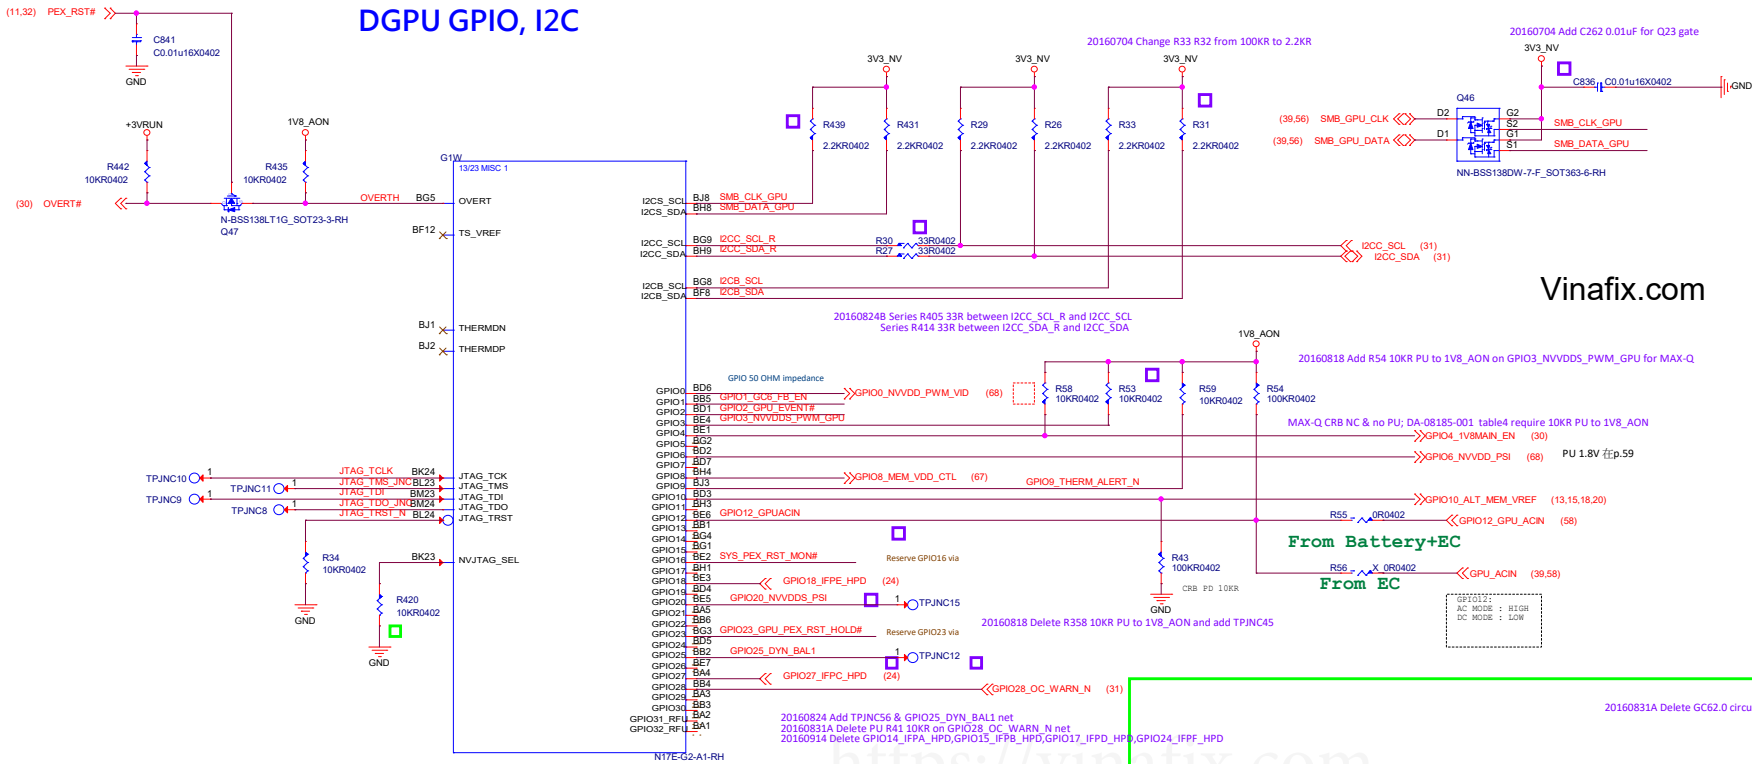 DGPU GPIO, I2C
(11,32) PEX_RST#
C841
C0.01u16X0402
GND
+3VRUN
1V8_AON
R442
10KR0402
R435
10KR0402
(30) OVERT#
N-BSS138LT1G_SOT23-3-RH
Q47
OVERTH BG5
G1W
13/23 MISC 1
OVERT
BF12 TS_VREF
BJ1 THERMDN
BJ2 THERMDP
TPJNC10 1 JTAG_TCLK BK24 JTAG_TCK
TPJNC11 1 JTAG_TMS_JNC BL23 JTAG_TMS
TPJNC9 1 JTAG_TDI BM23 JTAG_TDI
TPJNC8 1 JTAG_TDO_JNC BM24 JTAG_TDO
JTAG_TRST_N BL24 JTAG_TRST
BK23 NVJTAG_SEL
R34
10KR0402
GND
R420
10KR0402
GND
20160704 Change R33 R32 from 100KR to 2.2KR
3V3_NV
3V3_NV
3V3_NV
R439
2.2KR0402
R431
2.2KR0402
R29
2.2KR0402
R26
2.2KR0402
R33
2.2KR0402
R31
2.2KR0402
I2CS_SCL BJ8 SMB_CLK_GPU
I2CS_SDA BH8 SMB_DATA_GPU
I2CC_SCL BG9 I2CC_SCL_R R30 33R0402 I2CC_SCL (31)
I2CC_SDA BH9 I2CC_SDA_R R27 33R0402 I2CC_SDA (31)
I2CB_SCL BG8 I2CB_SCL
I2CB_SDA BF8 I2CB_SDA
20160824B Series R405 33R between I2CC_SCL_R and I2CC_SCL
Series R414 33R between I2CC_SDA_R and I2CC_SDA
20160704 Add C262 0.01uF for Q23 gate
3V3_NV
C836 C0.01u16X0402
GND
Q46
(39,56) SMB_GPU_CLK D2 G2
S2 SMB_CLK_GPU
(39,56) SMB_GPU_DATA D1 G1
S1 SMB_DATA_GPU
NN-BSS138DW-7-F_SOT363-6-RH
Vinafix.com
1V8_AON
20160818 Add R54 10KR PU to 1V8_AON on GPIO3_NVVDDS_PWM_GPU for MAX-Q
R58
10KR0402
R53
10KR0402
R59
10KR0402
R54
100KR0402
MAX-Q CRB NC & no PU; DA-08185-001 table4 require 10KR PU to 1V8_AON
GPIO 50 OHM impedance
GPIO0 BD6 GPIO0_NVVDD_PWM_VID (68)
GPIO1 BB5 GPIO1_GC6_FB_EN
GPIO2 BD1 GPIO2_GPU_EVENT#
GPIO3 BE4 GPIO3_NVVDDS_PWM_GPU
GPIO4 BE1 GPIO4_1V8MAIN_EN (30)
GPIO5 BG2
GPIO6 BD2 GPIO6_NVVDD_PSI (68) PU 1.8V 在p.59
GPIO7 BD7
GPIO8 BH4 GPIO8_MEM_VDD_CTL (67)
GPIO9 BJ3 GPIO9_THERM_ALERT_N
GPIO10 BD3 GPIO10_ALT_MEM_VREF (13,15,18,20)
GPIO11 BH3
GPIO12 BE6 GPIO12_GPUACIN R55 0R0402 GPIO12_GPU_ACIN (58)
GPIO13 BB1
GPIO14 BG4
GPIO15 BG1
GPIO16 BE2 SYS_PEX_RST_MON# Reserve GPIO16 via
GPIO17 BH1
GPIO18 BE3 GPIO18_IFPE_HPD (24)
GPIO19 BD4
GPIO20 BE5 GPIO20_NVVDDS_PSI 1 TPJNC15
GPIO21 BA5
GPIO22 BB6
GPIO23 BG3 GPIO23_GPU_PEX_RST_HOLD# Reserve GPIO23 via
GPIO24 BD5
GPIO25 BB2 GPIO25_DYN_BAL1 1 TPJNC12
GPIO26 BE7
GPIO27 BA4 GPIO27_IFPC_HPD (24)
GPIO28 BB4 GPIO28_OC_WARN_N (31)
GPIO29 BA3
GPIO30 BB3
GPIO31_RFU BA2
GPIO32_RFU BA1
N17E-G2-A1-RH
From Battery+EC
R56 X_0R0402 GPU_ACIN (39,58)
From EC
R43
100KR0402
CRB PD 10KR
GND
GPIO12:
AC MODE : HIGH
DC MODE : LOW
20160818 Delete R358 10KR PU to 1V8_AON and add TPJNC45
20160824 Add TPJNC56 & GPIO25_DYN_BAL1 net
20160831A Delete PU R41 10KR on GPIO28_OC_WARN_N net
20160914 Delete GPIO14_IFPA_HPD,GPIO15_IFPB_HPD,GPIO17_IFPD_HPD,GPIO24_IFPF_HPD
20160831A Delete GC62.0 circu
https://vinafix.com